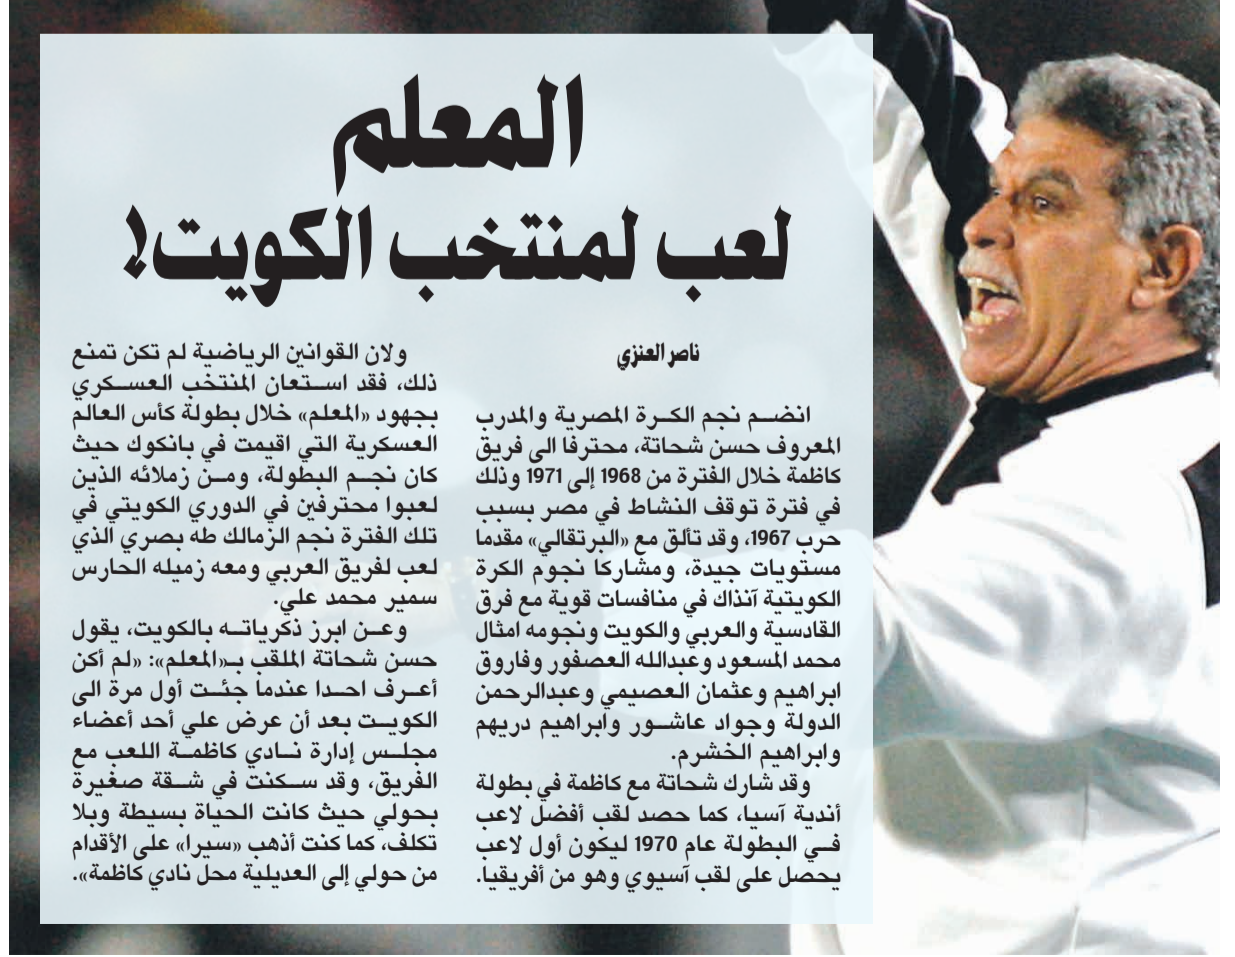 المعلم
لعب لمنتخب الكويت!
ناصر العنزي
انضم نجم الكرة المصرية والمدرب
المعروف حسن شحاتة، محترفا الى فريق
كاظمة خلال الفترة من 1968 إلى 1971 وذلك
في فترة توقف النشاط في مصر بسبب
حرب 1967، وقد تألق مع «البرتقالي» مقدما
مستويات جيدة، ومشاركا نجوم الكرة
الكويتية آنذاك في منافسات قوية مع فرق
القادسية والعربي والكويت ونجومه امثال
محمد المسعود وعبدالله العصفور وفاروق
ابراهيم وعثمان العصيمي وعبدالرحمن
الدولة وجواد عاشور وابراهيم دريهم
وابراهيم الخشرم.
وقد شارك شحاتة مع كاظمة في بطولة
أندية آسيا، كما حصد لقب أفضل لاعب
في البطولة عام 1970 ليكون أول لاعب
يحصل على لقب آسيوي وهو من أفريقيا.
ولان القوانين الرياضية لم تكن تمنع
ذلك، فقد استعان المنتخب العسكري
بجهود «المعلم» خلال بطولة كأس العالم
العسكرية التي اقيمت في بانكوك حيث
كان نجم البطولة، ومن زملائه الذين
لعبوا محترفين في الدوري الكويتي في
تلك الفترة نجم الزمالك طه بصري الذي
لعب لفريق العربي ومعه زميله الحارس
سمير محمد علي.
وعن ابرز ذكرياته بالكويت، يقول
حسن شحاتة الملقب بـ«المعلم»: «لم أكن
أعرف احدا عندما جئت أول مرة الى
الكويت بعد أن عرض علي أحد أعضاء
مجلس إدارة نادي كاظمة اللعب مع
الفريق، وقد سكنت في شقة صغيرة
بحولي حيث كانت الحياة بسيطة وبلا
تكلف، كما كنت أذهب «سيرا» على الأقدام
من حولي إلى العديلية محل نادي كاظمة».